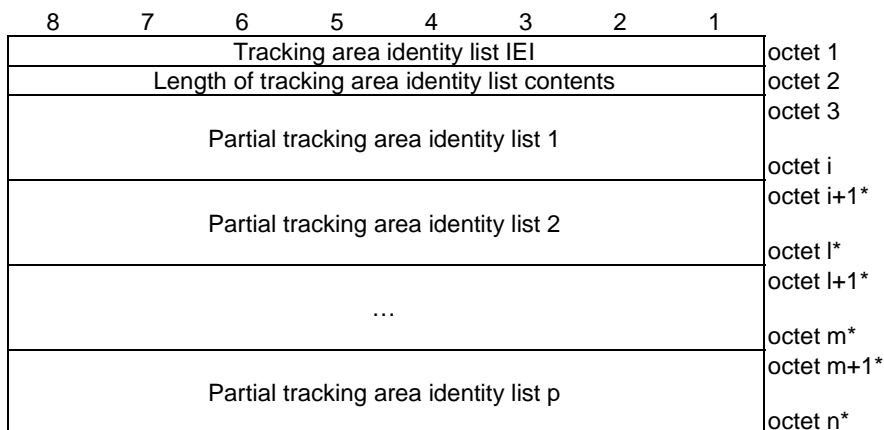 8 7 6 5 4 3 2 1
Tracking area identity list IEI octet 1
Length of tracking area identity list contents octet 2
octet 3
Partial tracking area identity list 1
octet i
octet i+1*
Partial tracking area identity list 2
octet l*
octet l+1*
…
octet m*
octet m+1*
Partial tracking area identity list p
octet n*